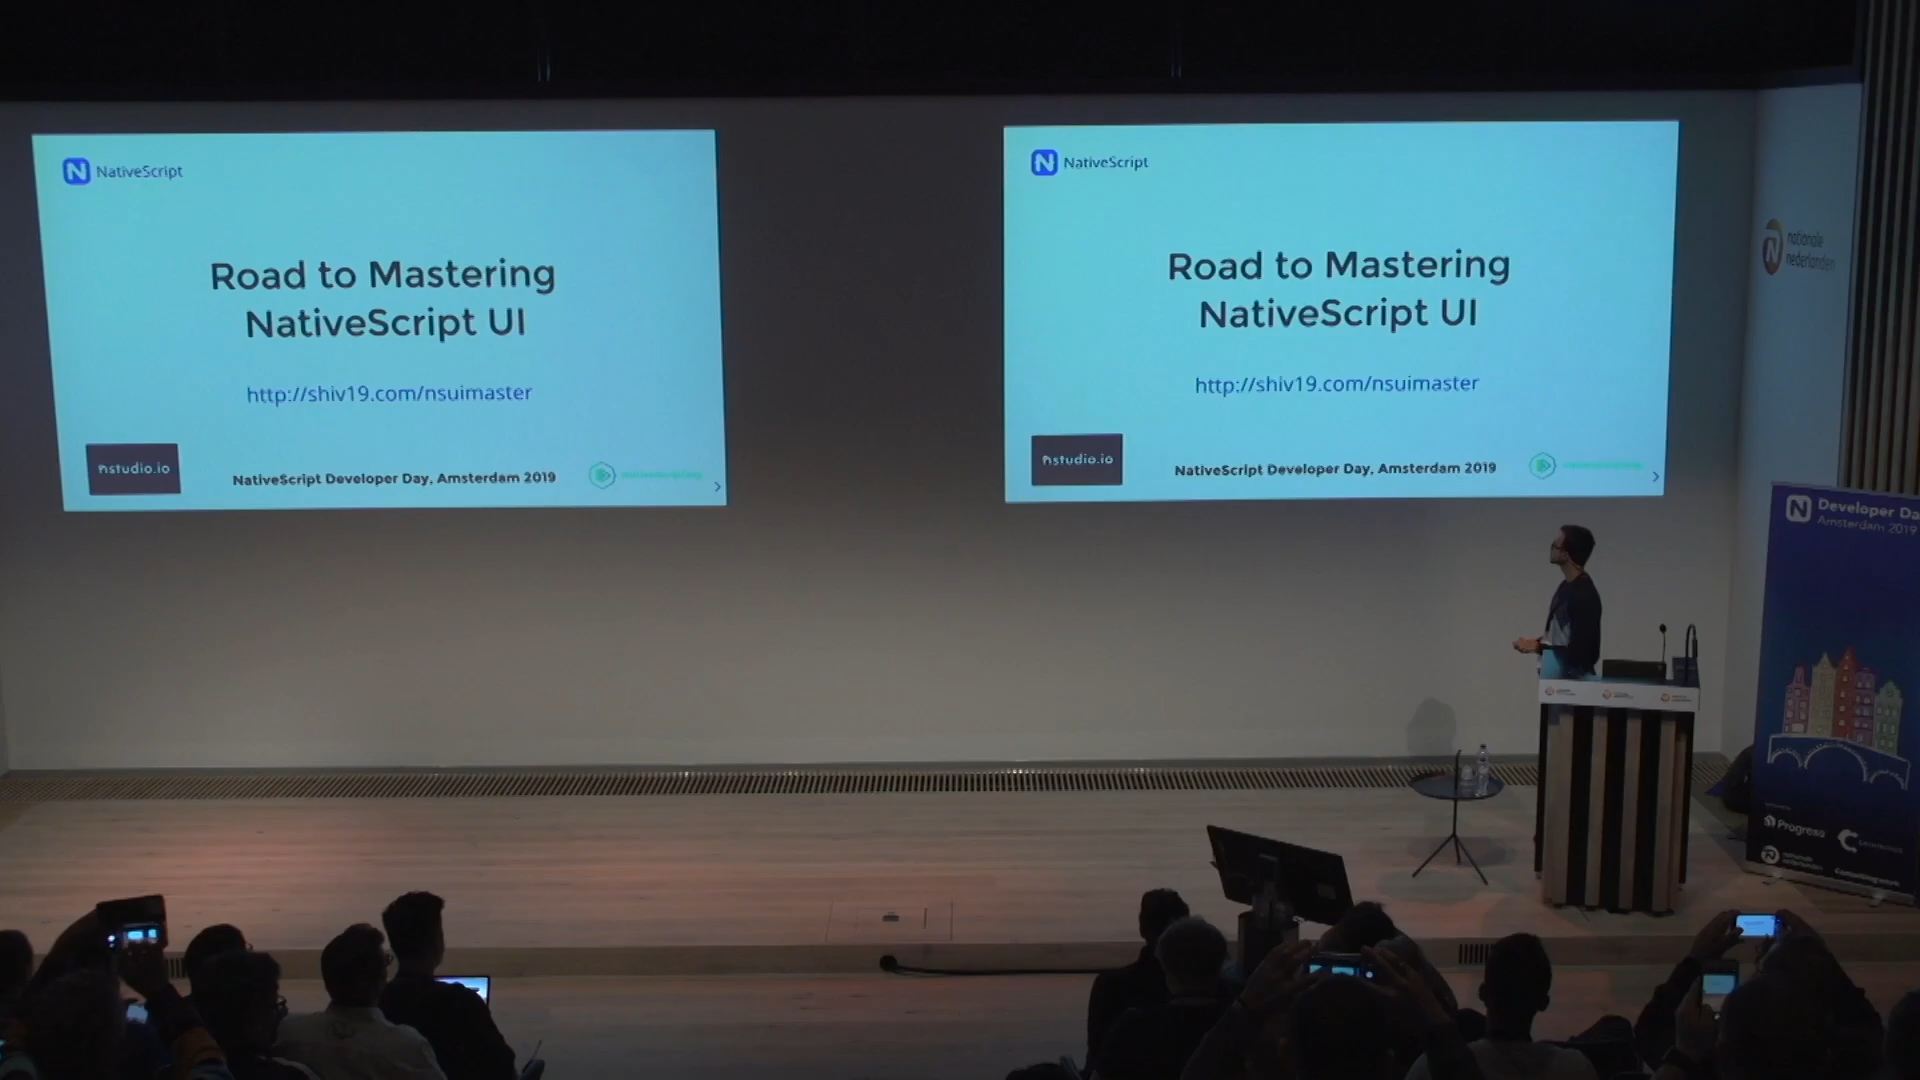 NativeScript
Road to Mastering
NativeScript UI
http://shiv19.com/nsuimaster
nstudio.io
NativeScript Developer Day, Amsterdam 2019
NativeScript
Road to Mastering
NativeScript UI
http://shiv19.com/nsuimaster
nstudio.io
NativeScript Developer Day, Amsterdam 2019
nationale
nederlanden
N
Developer Da
Amsterdam 2019
Progress